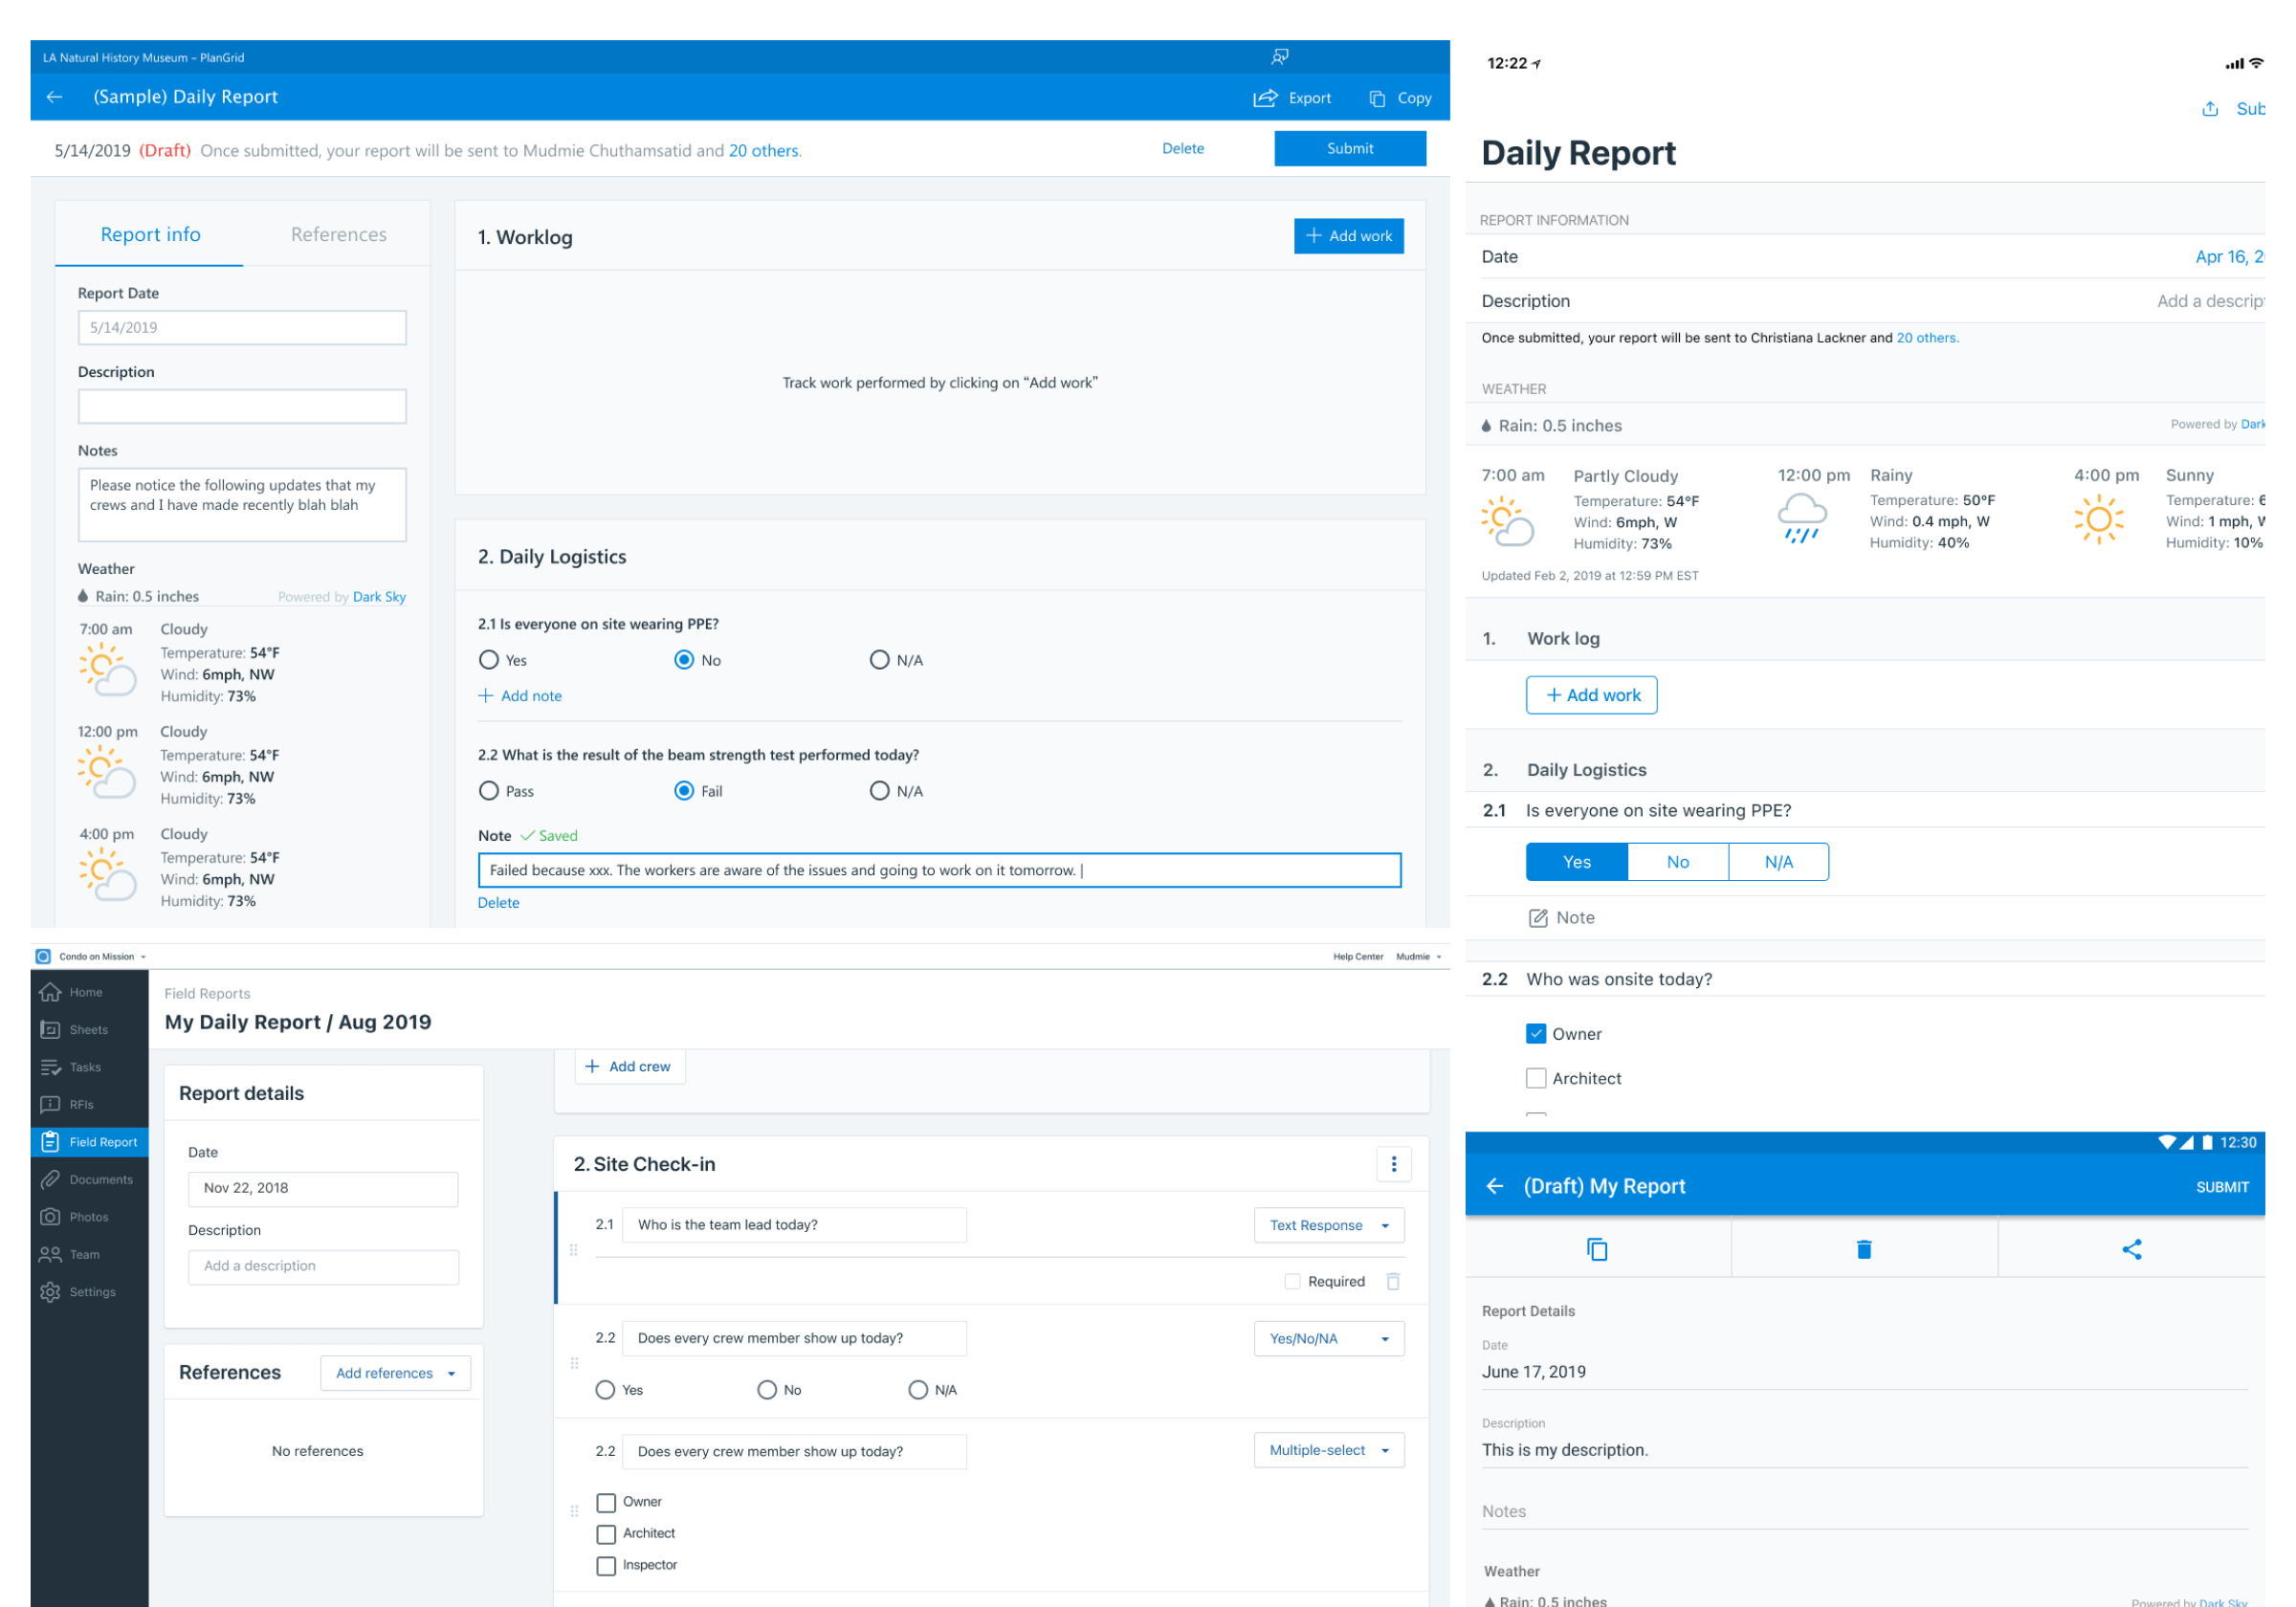 LA Natural History Museum – PlanGrid
(Sample) Daily Report
Export
Copy
5/14/2019 (Draft) Once submitted, your report will be sent to Mudmie Chuthamsatid and 20 others.
Delete
Submit
Report info
References
Report Date
5/14/2019
Description
Notes
Please notice the following updates that my
crews and I have made recently blah blah
Weather
Rain: 0.5 inches
Powered by Dark Sky
7:00 am Cloudy
Temperature: 54°F
Wind: 6mph, NW
Humidity: 73%
12:00 pm Cloudy
Temperature: 54°F
Wind: 6mph, NW
Humidity: 73%
4:00 pm Cloudy
Temperature: 54°F
Wind: 6mph, NW
Humidity: 73%
1. Worklog
Add work
Track work performed by clicking on “Add work”
2. Daily Logistics
2.1 Is everyone on site wearing PPE?
Yes No N/A
Add note
2.2 What is the result of the beam strength test performed today?
Pass Fail N/A
Note Saved
Failed because xxx. The workers are aware of the issues and going to work on it tomorrow.
Delete
Condo on Mission
Help Center Mudmie
Home
Sheets
Tasks
RFIs
Field Report
Documents
Photos
Team
Settings
Field Reports
My Daily Report / Aug 2019
Report details
Date
Nov 22, 2018
Description
Add a description
References
Add references
No references
Add crew
2. Site Check-in
2.1 Who is the team lead today?
Text Response
Required
2.2 Does every crew member show up today?
Yes/No/NA
Yes No N/A
2.2 Does every crew member show up today?
Multiple-select
Owner
Architect
Inspector
12:22
Sub
Daily Report
REPORT INFORMATION
Date Apr 16, 2
Description Add a descrip
Once submitted, your report will be sent to Christiana Lackner and 20 others.
WEATHER
Rain: 0.5 inches
Powered by Dark
7:00 am Partly Cloudy
Temperature: 54°F
Wind: 6mph, W
Humidity: 73%
12:00 pm Rainy
Temperature: 50°F
Wind: 0.4 mph, W
Humidity: 40%
4:00 pm Sunny
Temperature: 6
Wind: 1 mph, W
Humidity: 10%
Updated Feb 2, 2019 at 12:59 PM EST
1. Work log
Add work
2. Daily Logistics
2.1 Is everyone on site wearing PPE?
Yes No N/A
Note
2.2 Who was onsite today?
Owner
Architect
12:30
(Draft) My Report
SUBMIT
Report Details
Date
June 17, 2019
Description
This is my description.
Notes
Weather
Rain: 0.5 inches
Powered by Dark Sky